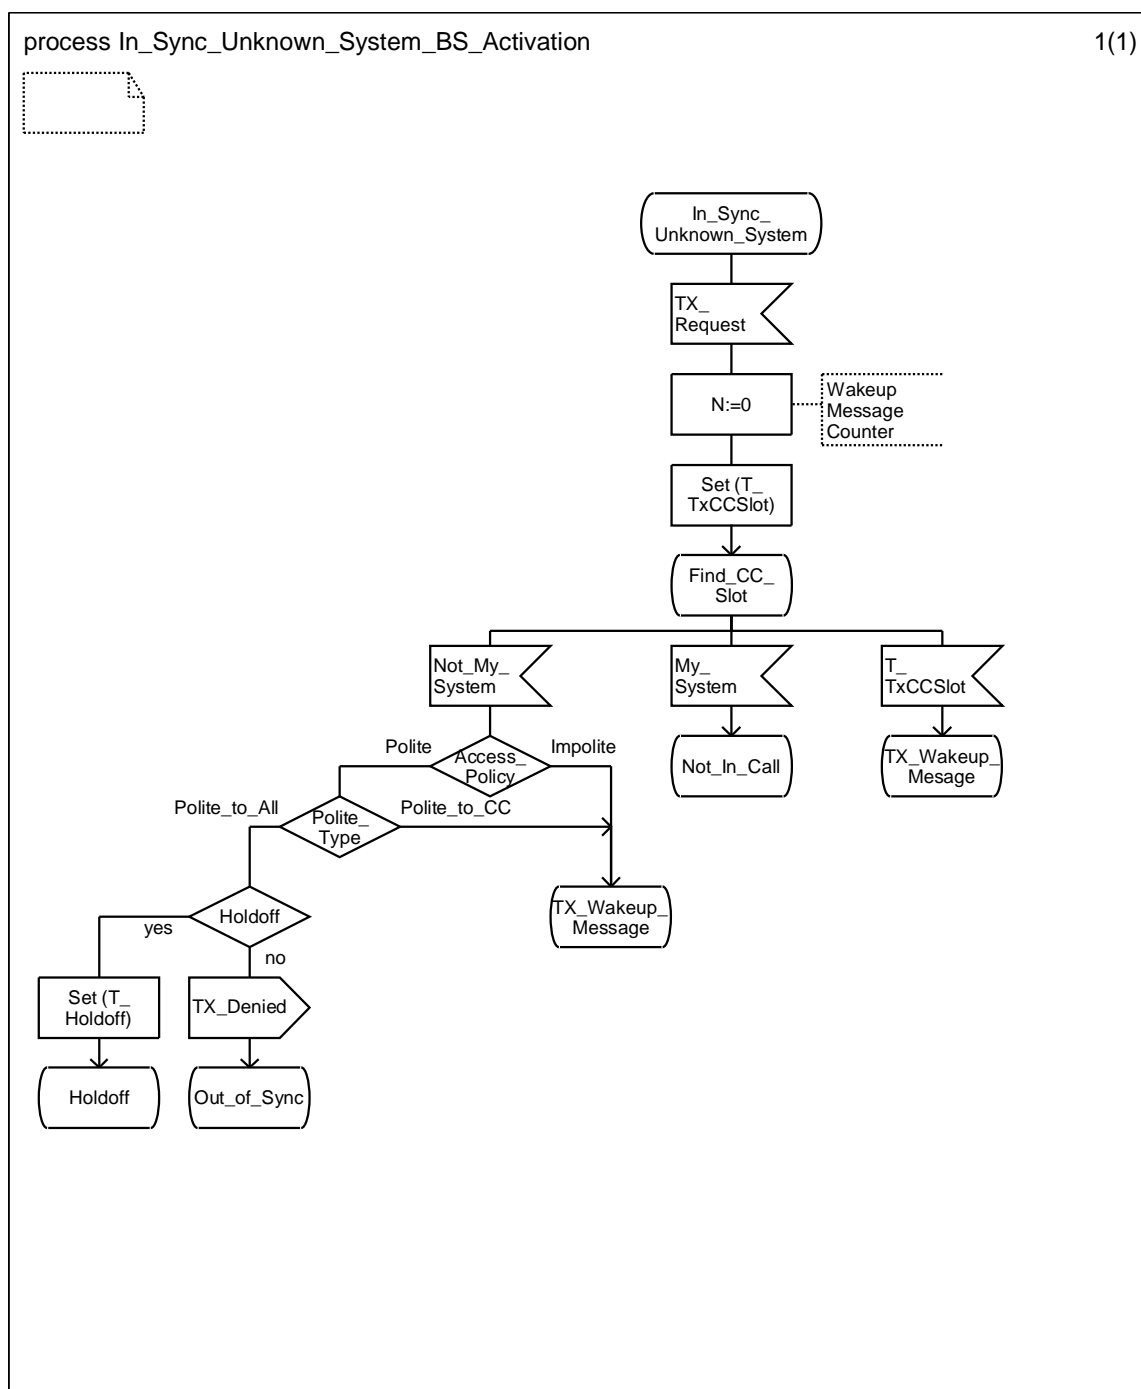 process In_Sync_Unknown_System_BS_Activation
1(1)
In_Sync_
Unknown_System
TX_
Request
N:=0
Wakeup
Message
Counter
Set (T_
TxCCSlot)
Find_CC_
Slot
Not_My_
System
My_
System
T_
TxCCSlot
Polite
Access_
Policy
Impolite
Not_In_Call
TX_Wakeup_
Mesage
Polite_to_All
Polite_
Type
Polite_to_CC
Holdoff
yes
no
TX_Wakeup_
Message
Set (T_
Holdoff)
TX_Denied
Holdoff
Out_of_Sync